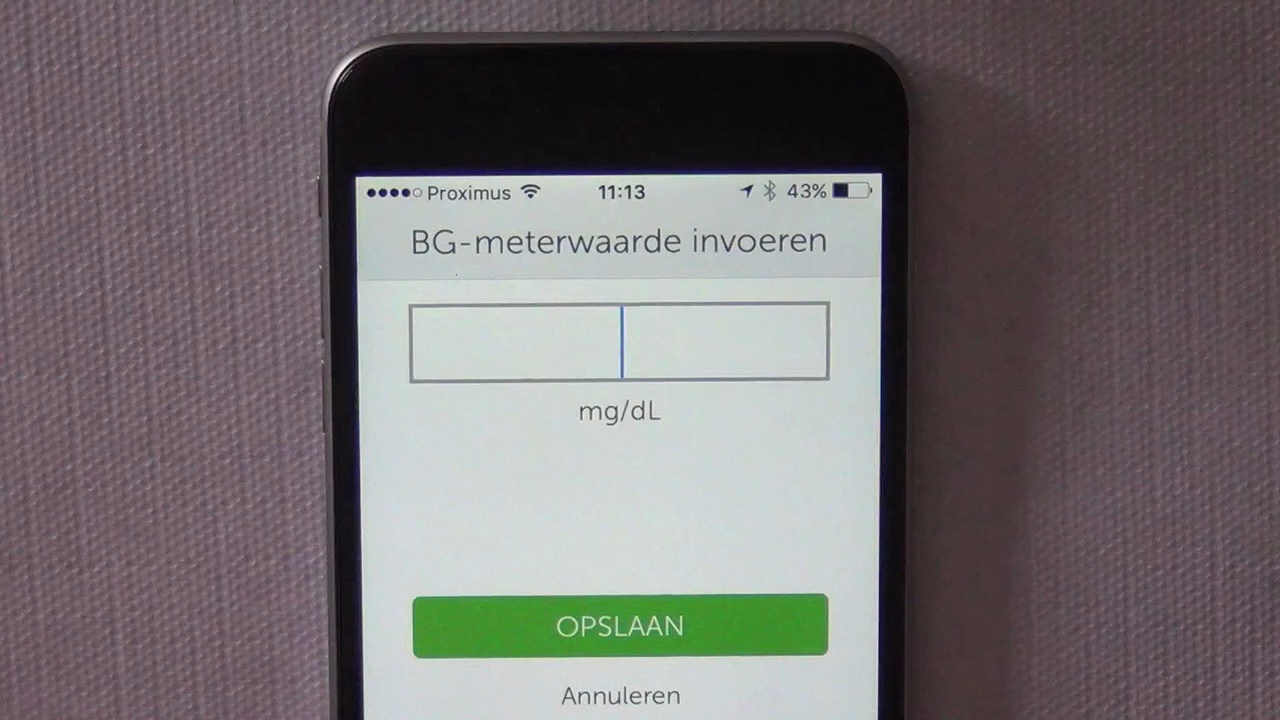 Proximus 11:13 43%
BG-meterwaarde invoeren
mg/dL
OPSLAAN
Annuleren